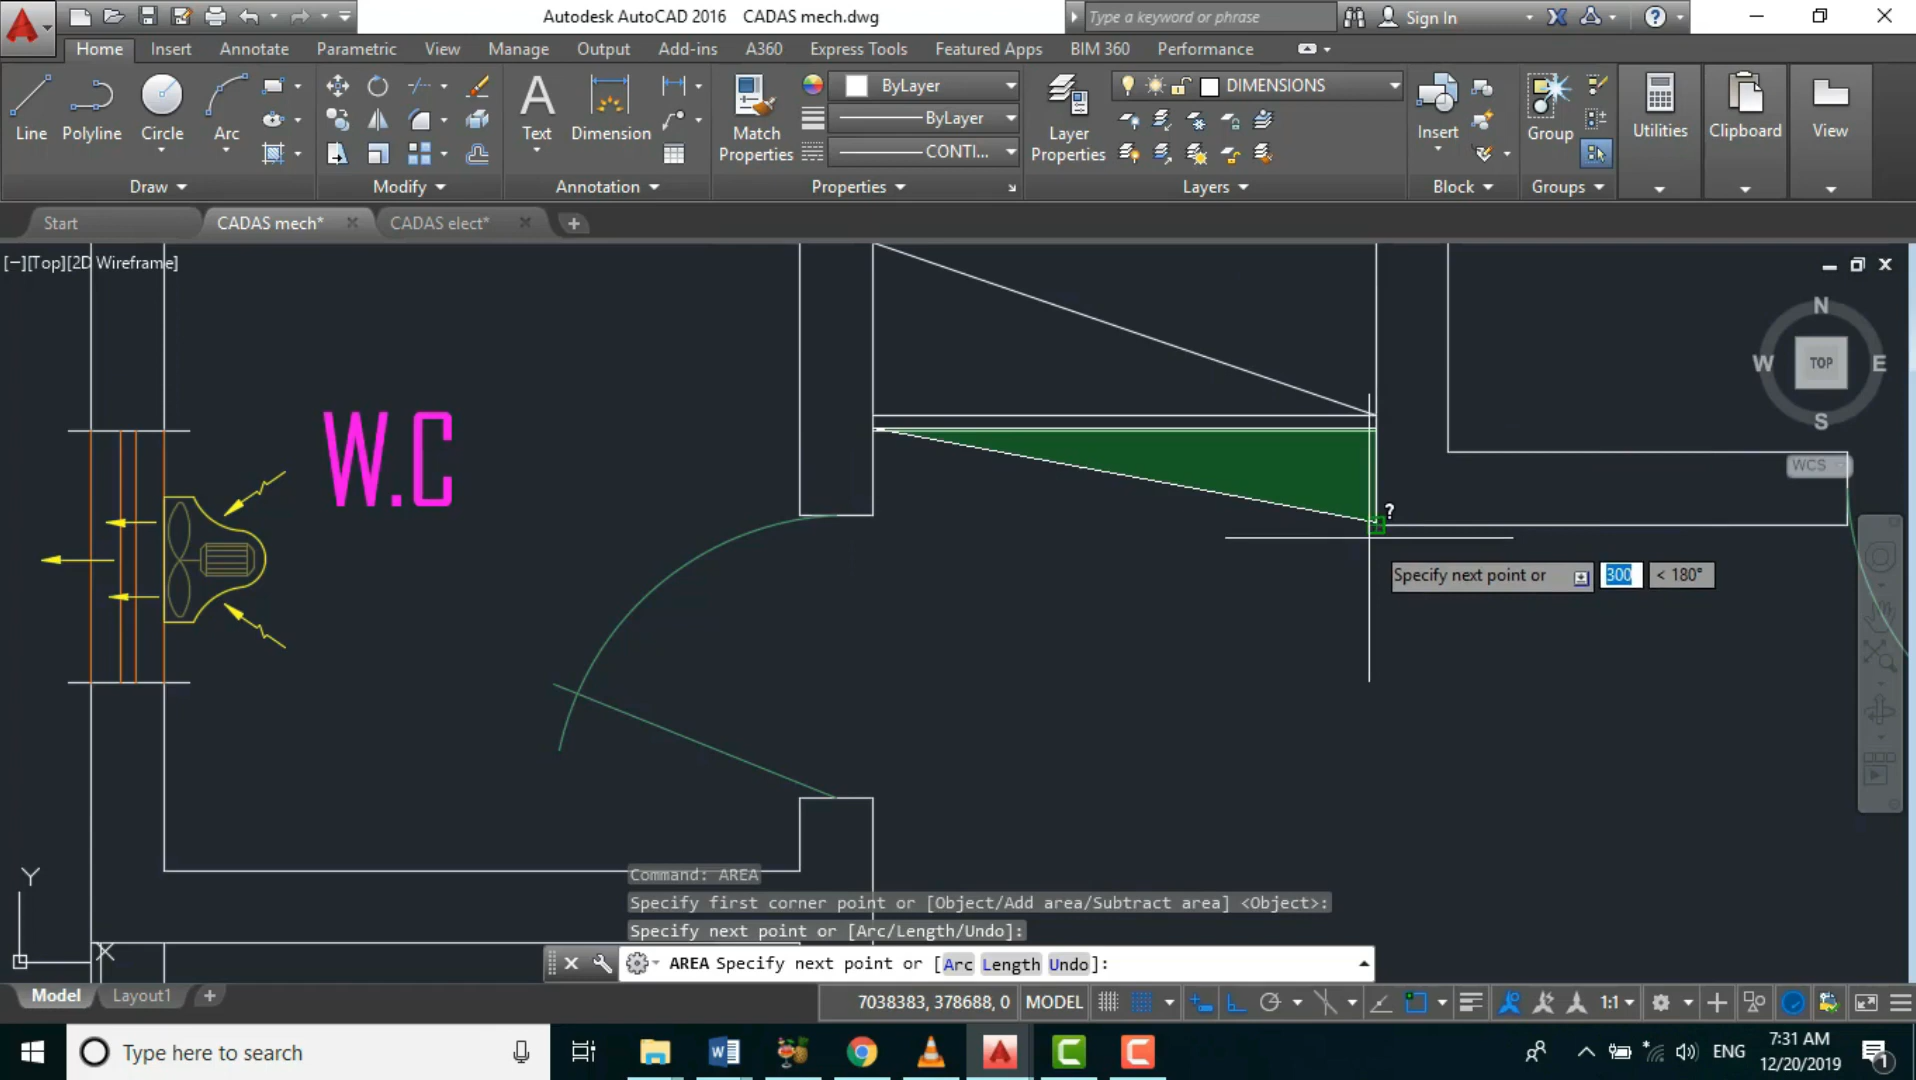 Autodesk AutoCAD 2016 CADAS mech.dwg
Type a keyword or phrase
Sign In
Home Insert Annotate Parametric View Manage Output Add-ins A360 Express Tools Featured Apps BIM 360 Performance
Line Polyline Circle Arc
Text Dimension
Match Properties
ByLayer
ByLayer
CONTI...
Layer Properties
DIMENSIONS
Insert
Group
Utilities
Clipboard
View
Draw Modify Annotation Properties Layers Block Groups
Start CADAS mech* CADAS elect*
[−][Top][2D Wireframe]
N
W TOP E
S
WCS
W.C
?
Specify next point or 300 < 180°
Y
X
Command: AREA
Specify first corner point or [Object/Add area/Subtract area] <Object>:
Specify next point or [Arc/Length/Undo]:
AREA Specify next point or [Arc Length Undo]:
Model Layout1
7038383, 378688, 0 MODEL 1:1
Type here to search
ENG
7:31 AM
12/20/2019
1